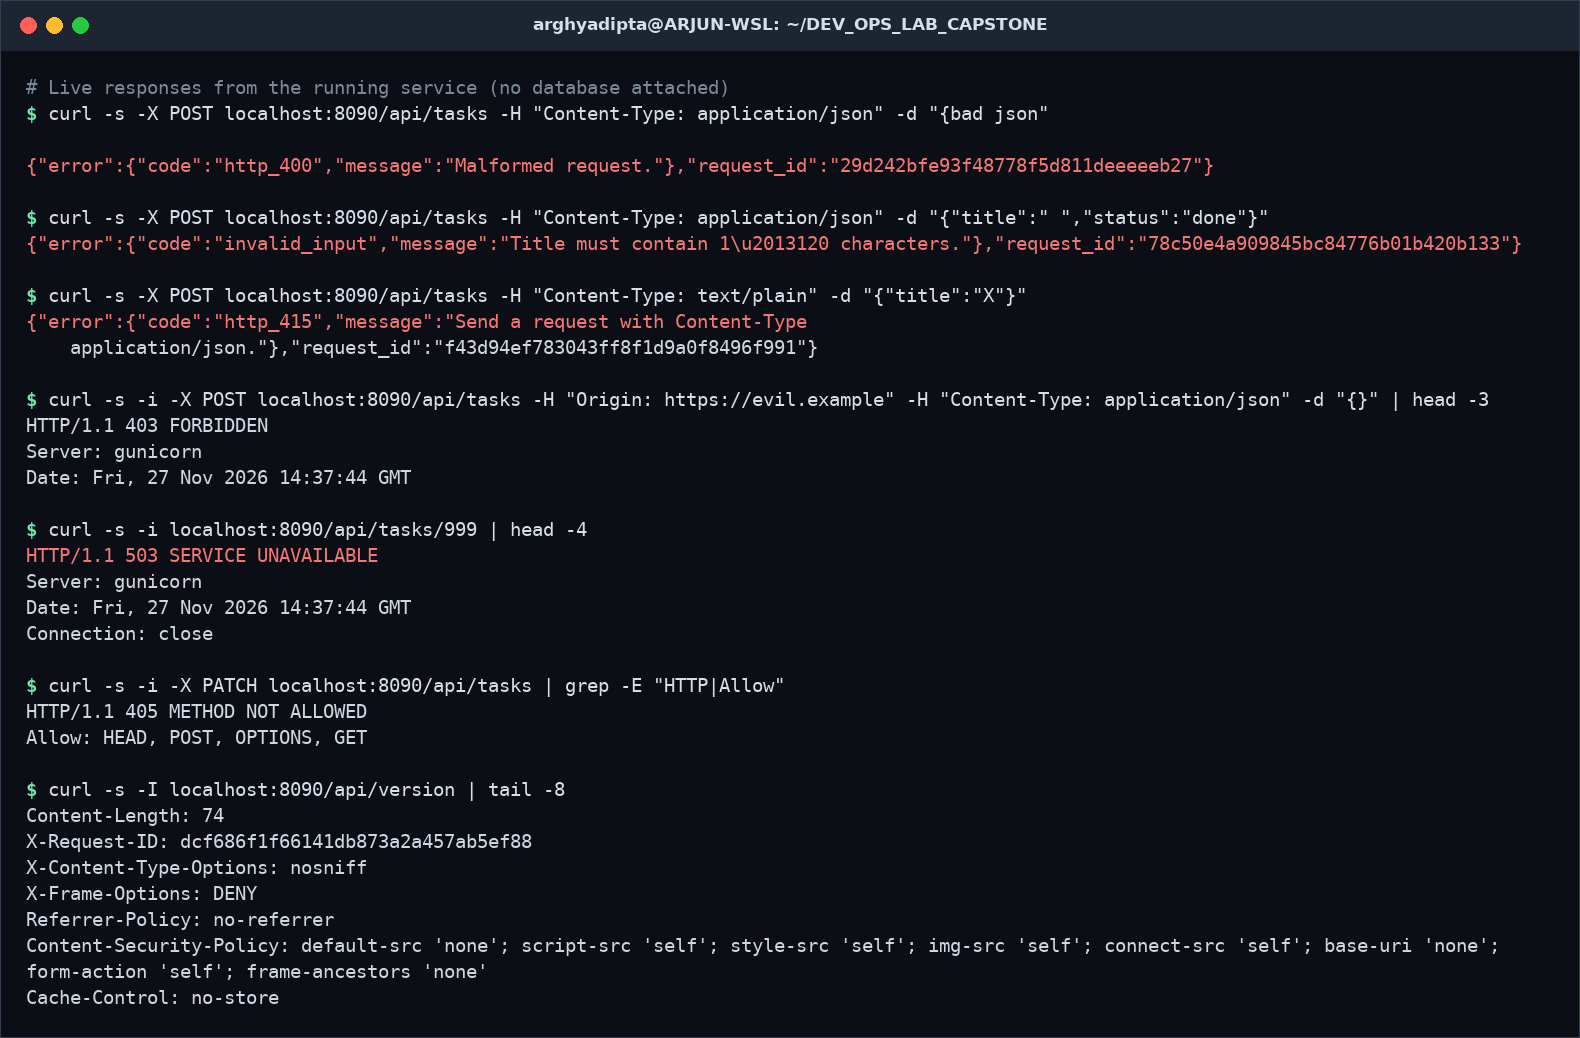 arghyadipta@ARJUN-WSL: ~/DEV_OPS_LAB_CAPSTONE
# Live responses from the running service (no database attached)
$ curl -s -X POST localhost:8090/api/tasks -H "Content-Type: application/json" -d "{bad json"
{"error":{"code":"http_400","message":"Malformed request."},"request_id":"29d242bfe93f48778f5d811deeeeeb27"}
$ curl -s -X POST localhost:8090/api/tasks -H "Content-Type: application/json" -d "{"title":" ","status":"done"}"
{"error":{"code":"invalid_input","message":"Title must contain 1\u2013120 characters."},"request_id":"78c50e4a909845bc84776b01b420b133"}
$ curl -s -X POST localhost:8090/api/tasks -H "Content-Type: text/plain" -d "{"title":"X"}"
{"error":{"code":"http_415","message":"Send a request with Content-Type
application/json."},"request_id":"f43d94ef783043ff8f1d9a0f8496f991"}
$ curl -s -i -X POST localhost:8090/api/tasks -H "Origin: https://evil.example" -H "Content-Type: application/json" -d "{}" | head -3
HTTP/1.1 403 FORBIDDEN
Server: gunicorn
Date: Fri, 27 Nov 2026 14:37:44 GMT
$ curl -s -i localhost:8090/api/tasks/999 | head -4
HTTP/1.1 503 SERVICE UNAVAILABLE
Server: gunicorn
Date: Fri, 27 Nov 2026 14:37:44 GMT
Connection: close
$ curl -s -i -X PATCH localhost:8090/api/tasks | grep -E "HTTP|Allow"
HTTP/1.1 405 METHOD NOT ALLOWED
Allow: HEAD, POST, OPTIONS, GET
$ curl -s -I localhost:8090/api/version | tail -8
Content-Length: 74
X-Request-ID: dcf686f1f66141db873a2a457ab5ef88
X-Content-Type-Options: nosniff
X-Frame-Options: DENY
Referrer-Policy: no-referrer
Content-Security-Policy: default-src 'none'; script-src 'self'; style-src 'self'; img-src 'self'; connect-src 'self'; base-uri 'none';
form-action 'self'; frame-ancestors 'none'
Cache-Control: no-store